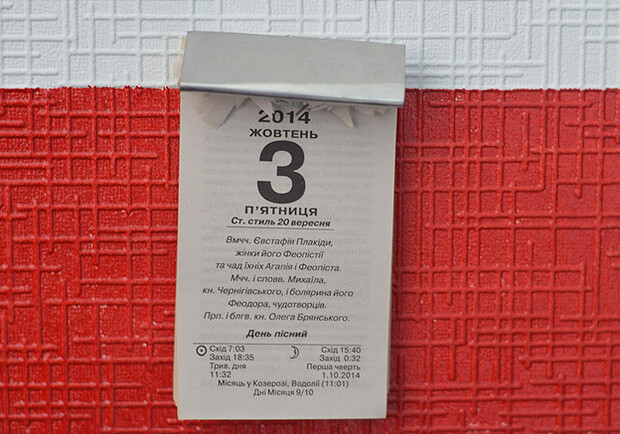 2014
ЖОВТЕНЬ
3
П'ЯТНИЦЯ
Ст. стиль 20 вересня
Вмчч. Євстафія Плакіди,
жінки його Феопістії
та чад їхніх Агапія і Феопіста.
Мчч. і сповв. Михаїла,
кн. Чернігівського, і болярина його
Феодора, чудотворців.
Прп. і блгв. кн. Олега Брянського.
День пісний
Схід 7:03
Захід 18:35
Трив. дня
11:32
Схід 15:40
Захід 0:32
Перша чверть
1.10.2014
Місяць у Козерозі, Водолії (11:01)
Дні Місяця 9/10